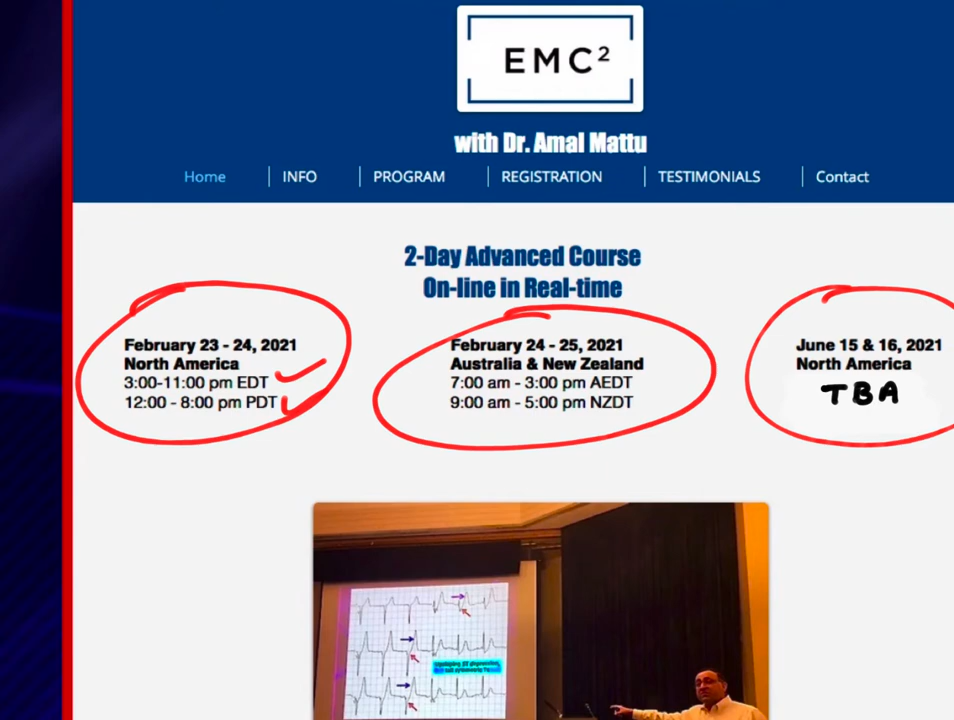 EMC²
with Dr. Amal Mattu
Home
INFO
PROGRAM
REGISTRATION
TESTIMONIALS
Contact
2-Day Advanced Course
On-line in Real-time
February 23 - 24, 2021
North America
3:00-11:00 pm EDT
12:00 - 8:00 pm PDT
February 24 - 25, 2021
Australia & New Zealand
7:00 am - 3:00 pm AEDT
9:00 am - 5:00 pm NZDT
June 15 & 16, 2021
North America
TBA